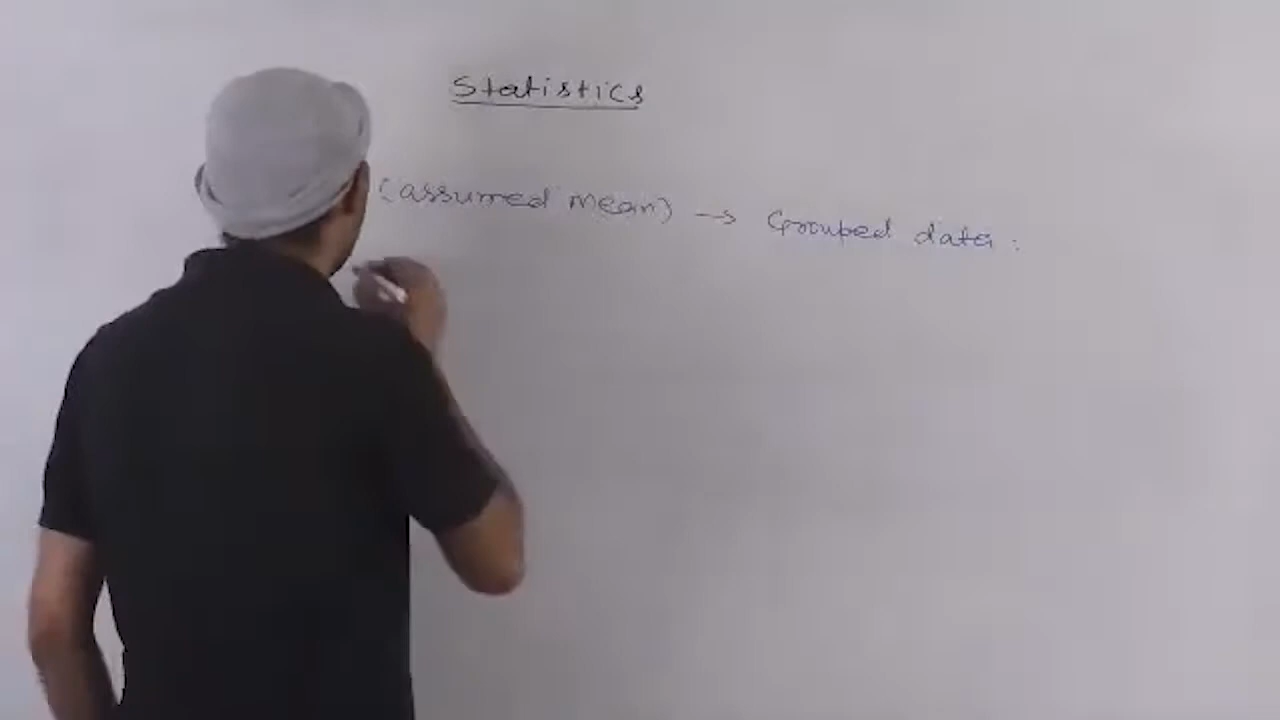 Statistics
(assumed mean) → Grouped data :